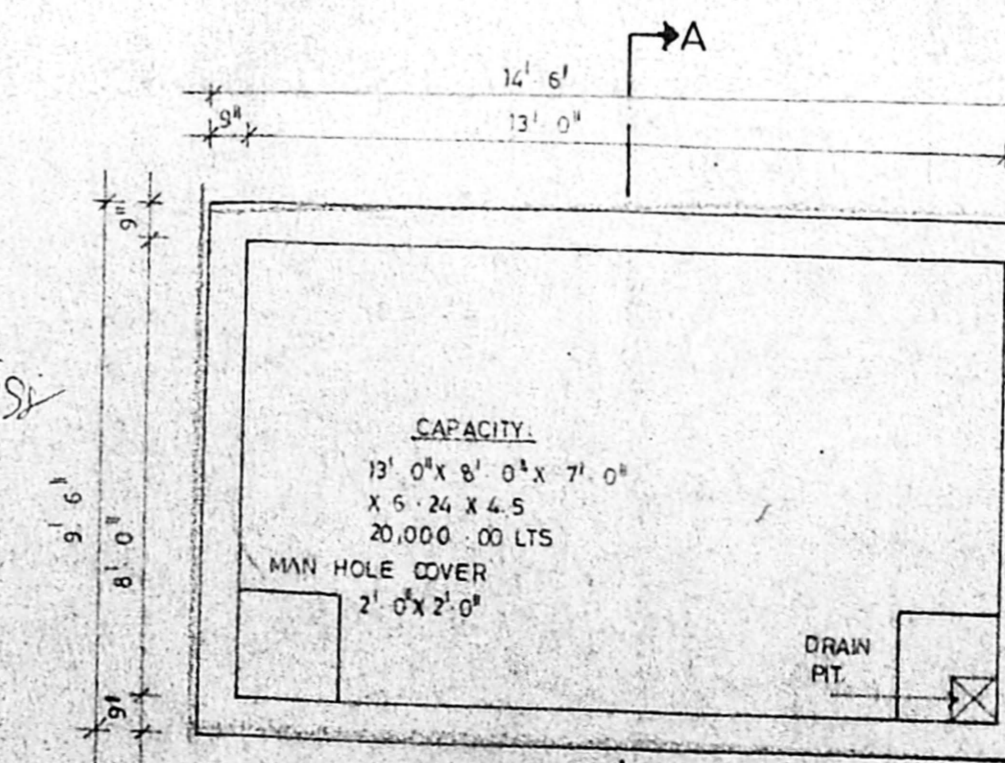 A
14' 6'
9" 13' 0"
9"
CAPACITY.
13' 0" X 8' 0" X 7' 0"
X 6.24 X 4.5
20,000.00 LTS
MAN HOLE COVER
2' 0" X 2' 0"
9' 6"
8' 0"
DRAIN
PIT.
9'